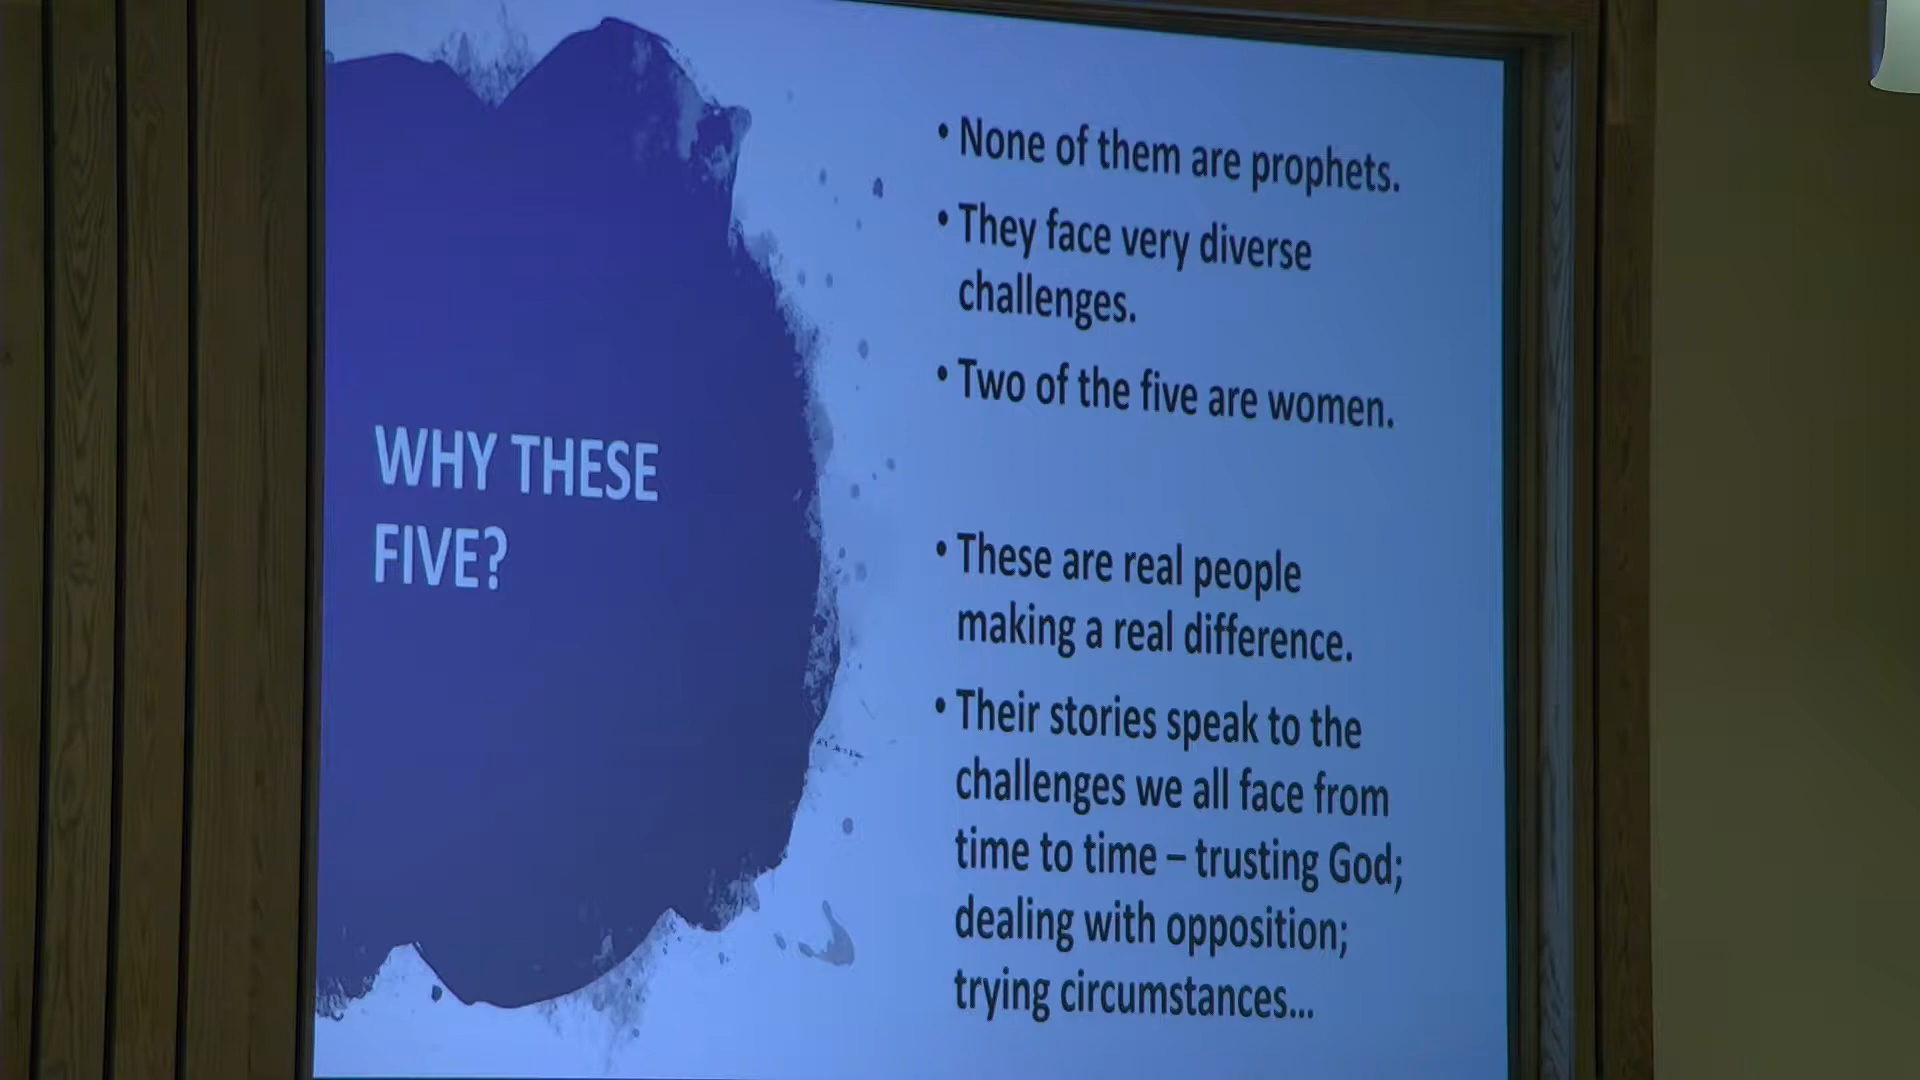 WHY THESE
FIVE?
• None of them are prophets.
• They face very diverse
challenges.
• Two of the five are women.
• These are real people
making a real difference.
• Their stories speak to the
challenges we all face from
time to time – trusting God;
dealing with opposition;
trying circumstances...